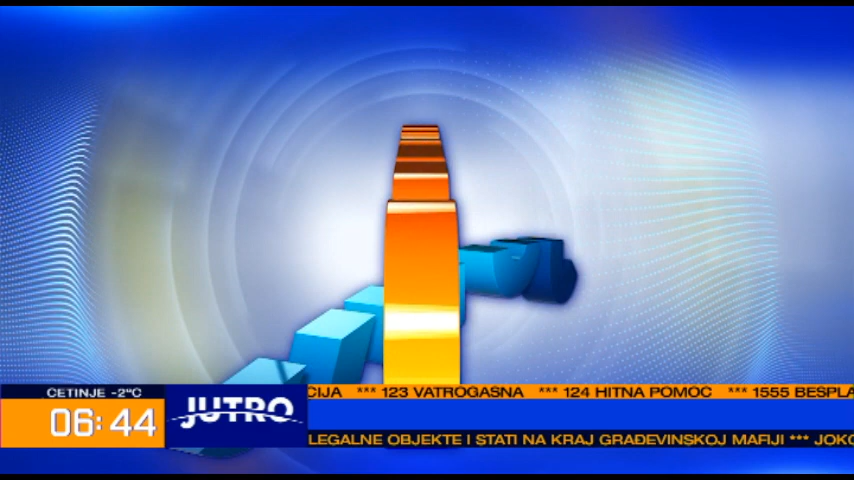 CETINJE -2°C
06:44
JUTRO
CIJA *** 123 VATROGASNA *** 124 HITNA POMOC *** 1555 BESPLA
LEGALNE OBJEKTE I STATI NA KRAJ GRAĐEVINSKOJ MAFIJI *** JOKO